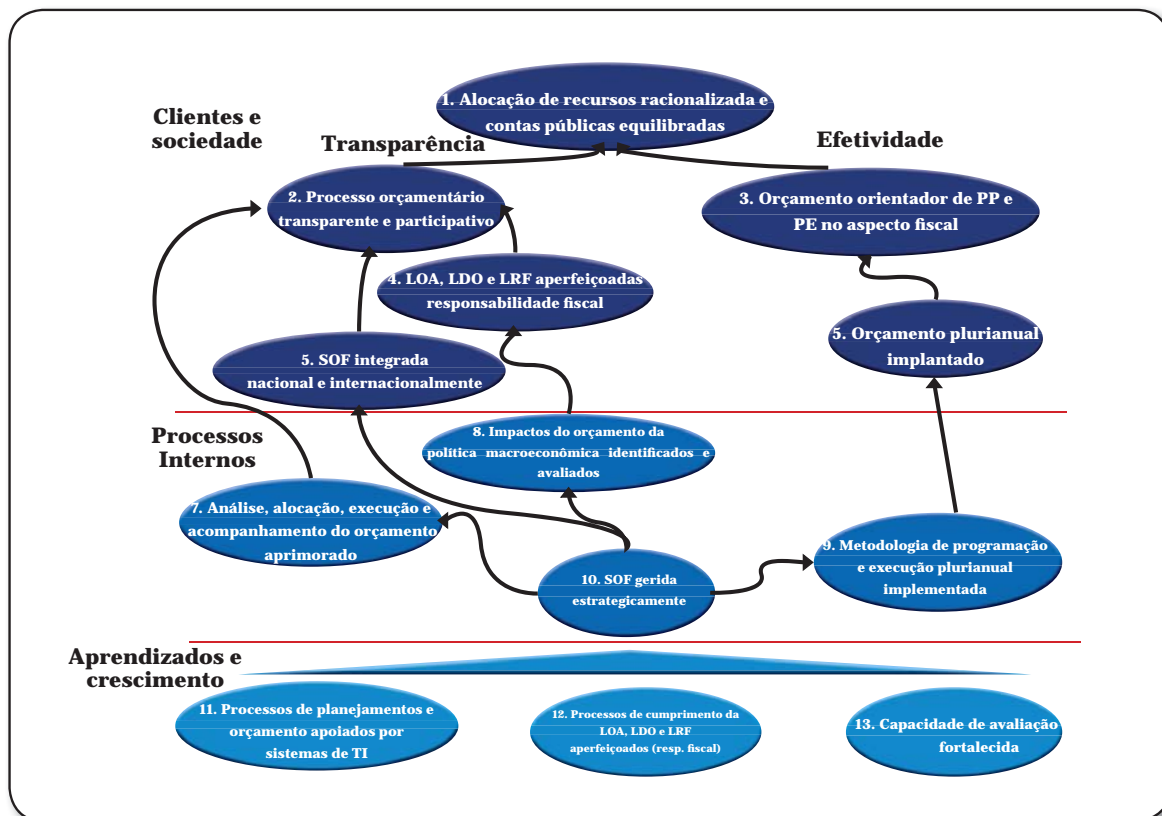 1. Alocação de recursos racionalizada e
contas públicas equilibradas
Clientes e
sociedade
Transparência
Efetividade
2. Processo orçamentário
transparente e participativo
3. Orçamento orientador de PP e
PE no aspecto fiscal
4. LOA, LDO e LRF aperfeiçoadas
responsabilidade fiscal
5. SOF integrada
nacional e internacionalmente
5. Orçamento plurianual
implantado
Processos
Internos
8. Impactos do orçamento da
política macroeconômica identificados e
avaliados
7. Análise, alocação, execução e
acompanhamento do orçamento
aprimorado
9. Metodologia de programação
e execução plurianual
implementada
10. SOF gerida
estrategicamente
Aprendizados e
crescimento
11. Processos de planejamentos e
orçamento apoiados por
sistemas de TI
12. Processos de cumprimento da
LOA, LDO e LRF
aperfeiçoados (resp. fiscal)
13. Capacidade de avaliação
fortalecida